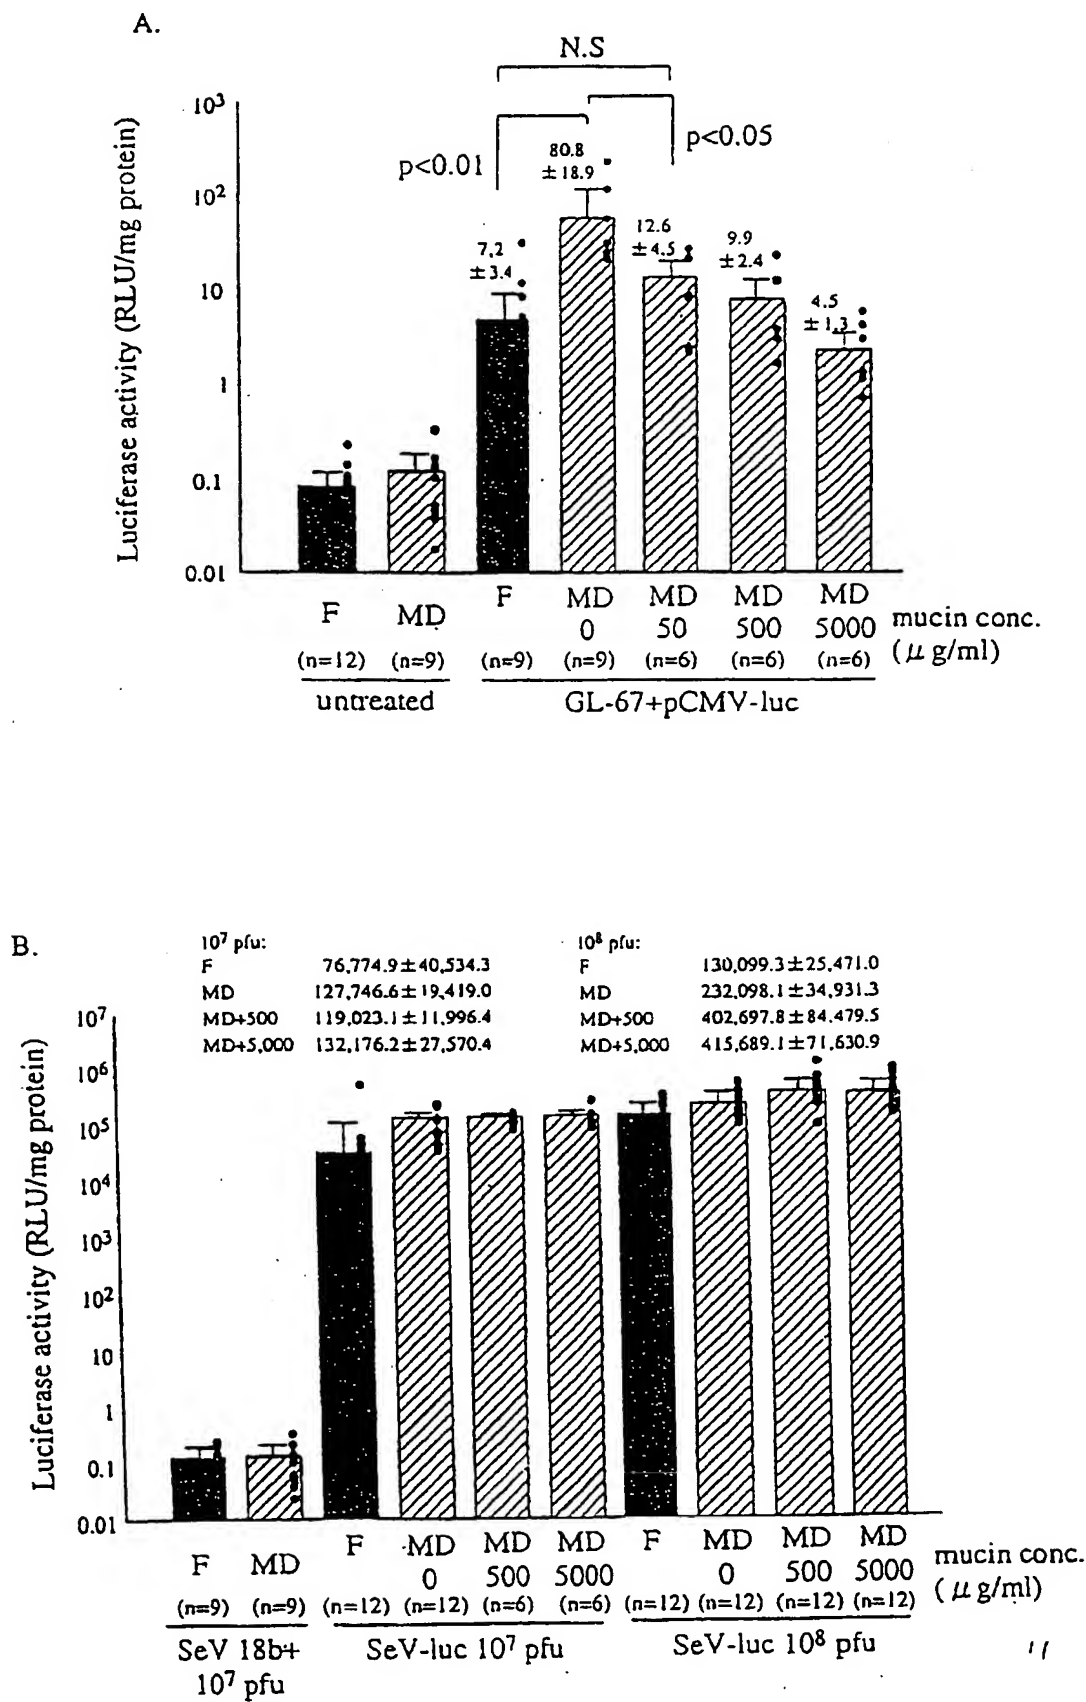 A.
N.S
p<0.01
p<0.05
80.8
±18.9
7.2
±3.4
12.6
±4.5
9.9
±2.4
4.5
±1.3
Luciferase activity (RLU/mg protein)
10³
10²
10
1
0.1
0.01
F MD F MD MD MD MD
0 50 500 5000 mucin conc.
(n=12) (n=9) (n=9) (n=9) (n=6) (n=6) (n=6) (μg/ml)
untreated GL-67+pCMV-luc
B.
10⁷ pfu: 10⁸ pfu:
F 76,774.9±40,534.3 F 130,099.3±25,471.0
MD 127,746.6±19,419.0 MD 232,098.1±34,931.3
MD+500 119,023.1±11,996.4 MD+500 402,697.8±84,479.5
MD+5,000 132,176.2±27,570.4 MD+5,000 415,689.1±71,630.9
Luciferase activity (RLU/mg protein)
10⁷
10⁶
10⁵
10⁴
10³
10²
10
1
0.1
0.01
F MD F MD MD MD F MD MD MD
0 500 5000 0 500 5000 mucin conc.
(n=9) (n=9) (n=12) (n=12) (n=6) (n=6) (n=12) (n=12) (n=12) (n=12) (μg/ml)
SeV 18b+ SeV-luc 10⁷ pfu SeV-luc 10⁸ pfu
10⁷ pfu